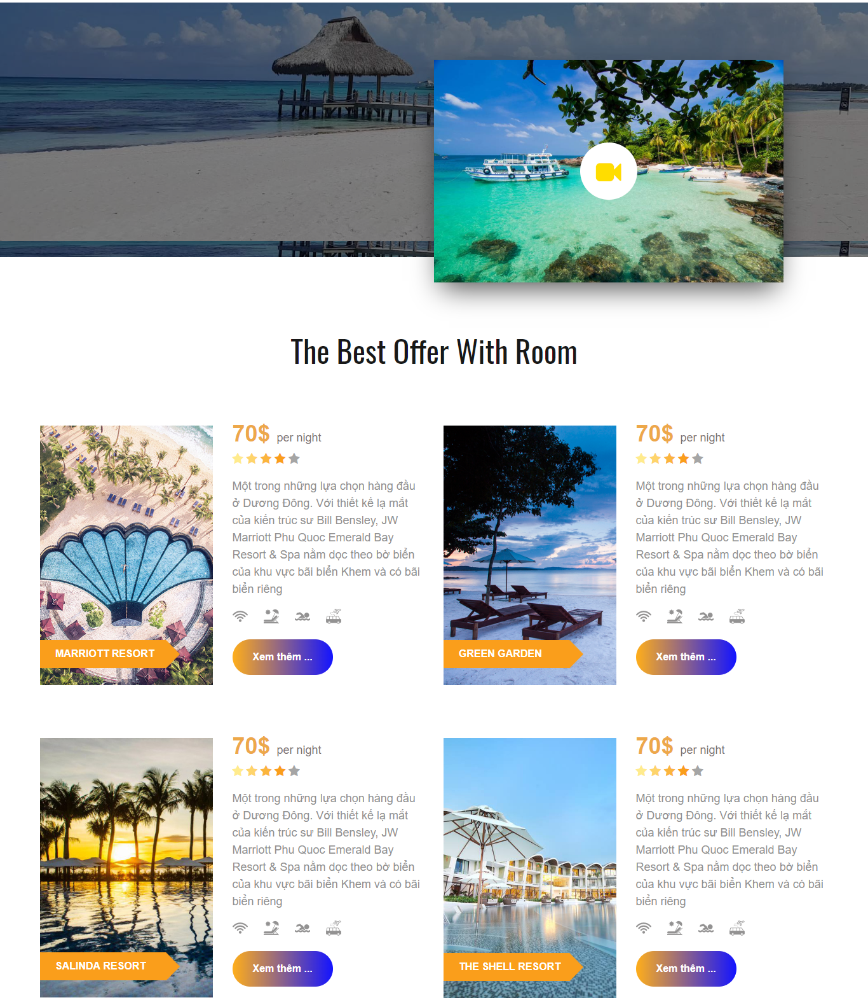 The Best Offer With Room
70$ per night
Một trong những lựa chọn hàng đầu
ở Dương Đông. Với thiết kế lạ mắt
của kiến trúc sư Bill Bensley, JW
Marriott Phu Quoc Emerald Bay
Resort & Spa nằm dọc theo bờ biển
của khu vực bãi biển Khem và có bãi
biển riêng
MARRIOTT RESORT
Xem thêm ...
70$ per night
Một trong những lựa chọn hàng đầu
ở Dương Đông. Với thiết kế lạ mắt
của kiến trúc sư Bill Bensley, JW
Marriott Phu Quoc Emerald Bay
Resort & Spa nằm dọc theo bờ biển
của khu vực bãi biển Khem và có bãi
biển riêng
GREEN GARDEN
Xem thêm ...
70$ per night
Một trong những lựa chọn hàng đầu
ở Dương Đông. Với thiết kế lạ mắt
của kiến trúc sư Bill Bensley, JW
Marriott Phu Quoc Emerald Bay
Resort & Spa nằm dọc theo bờ biển
của khu vực bãi biển Khem và có bãi
biển riêng
SALINDA RESORT
Xem thêm ...
70$ per night
Một trong những lựa chọn hàng đầu
ở Dương Đông. Với thiết kế lạ mắt
của kiến trúc sư Bill Bensley, JW
Marriott Phu Quoc Emerald Bay
Resort & Spa nằm dọc theo bờ biển
của khu vực bãi biển Khem và có bãi
biển riêng
THE SHELL RESORT
Xem thêm ...